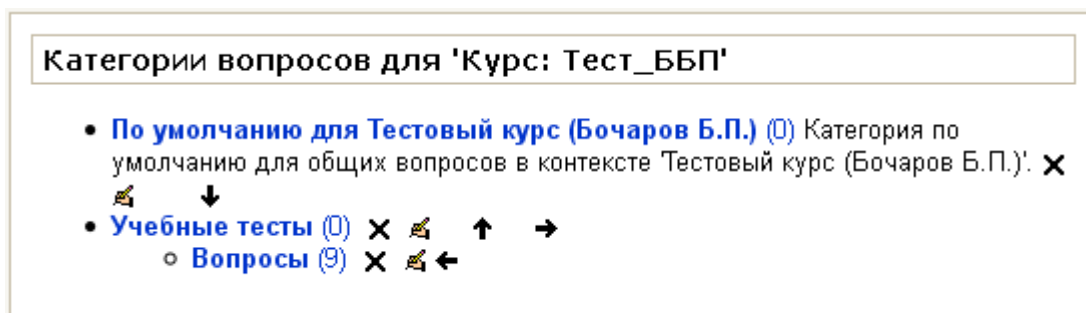 Категории вопросов для 'Курс: Тест_ББП'
По умолчанию для Тестовый курс (Бочаров Б.П.) (0) Категория по
умолчанию для общих вопросов в контексте 'Тестовый курс (Бочаров Б.П.)'.
Учебные тесты (0)
Вопросы (9)